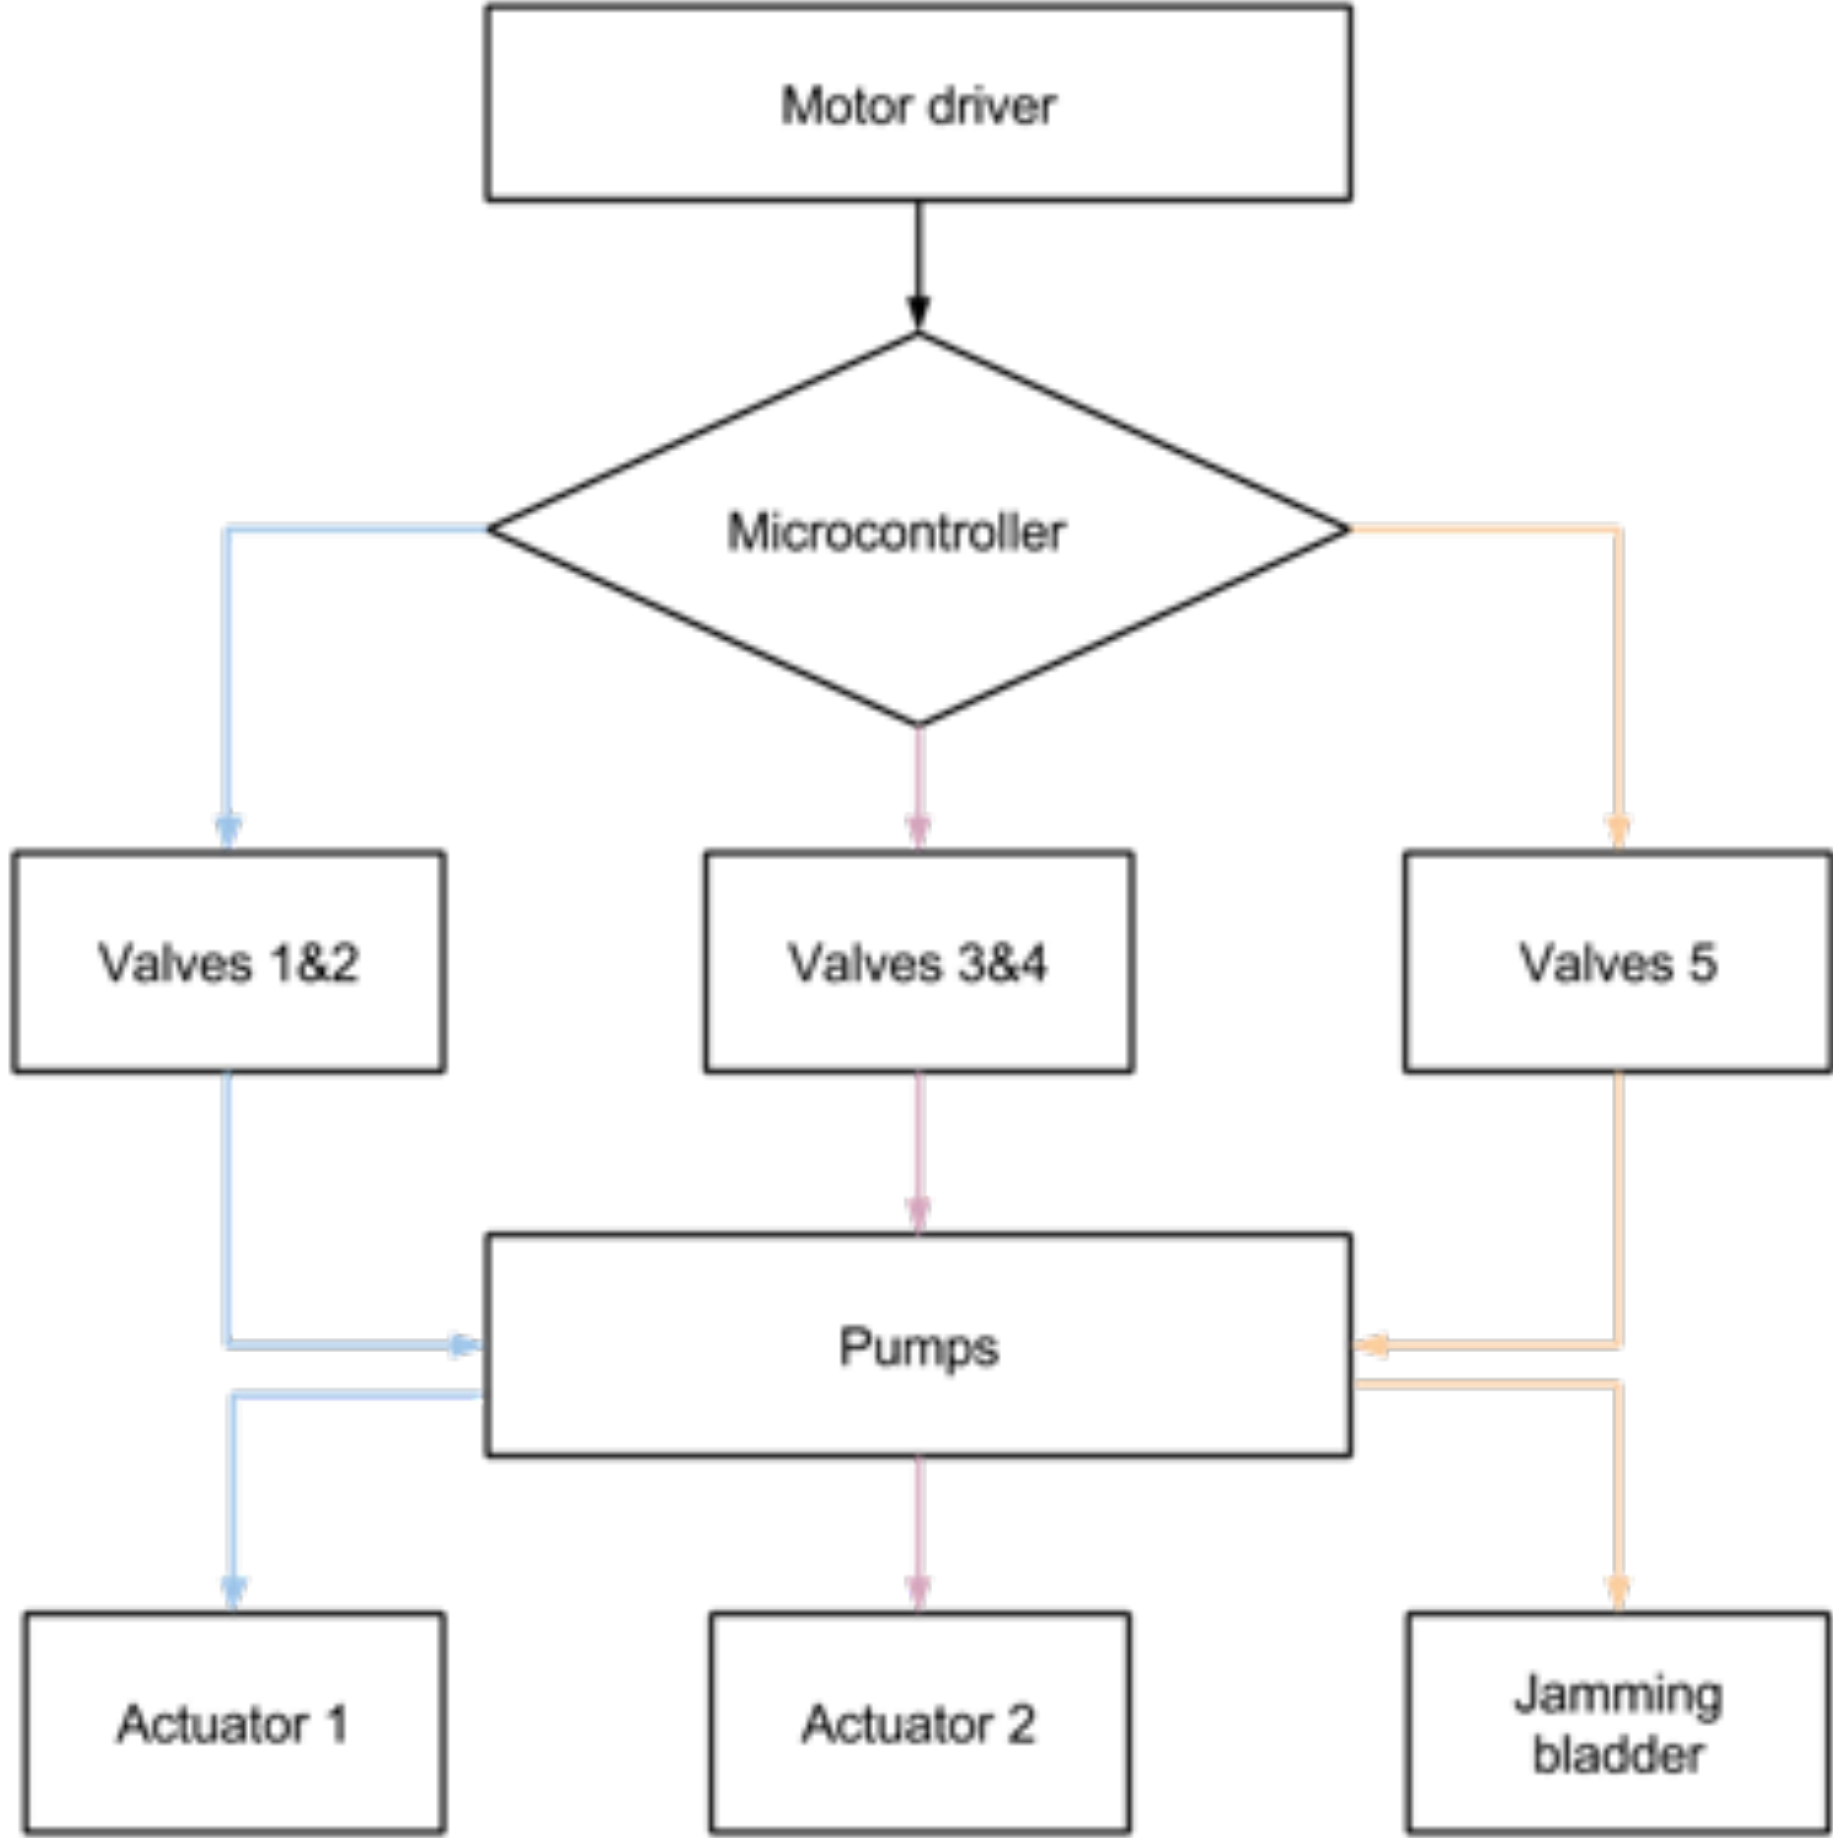 Motor driver
Microcontroller
Valves 1&2
Valves 3&4
Valves 5
Pumps
Actuator 1
Actuator 2
Jamming
bladder